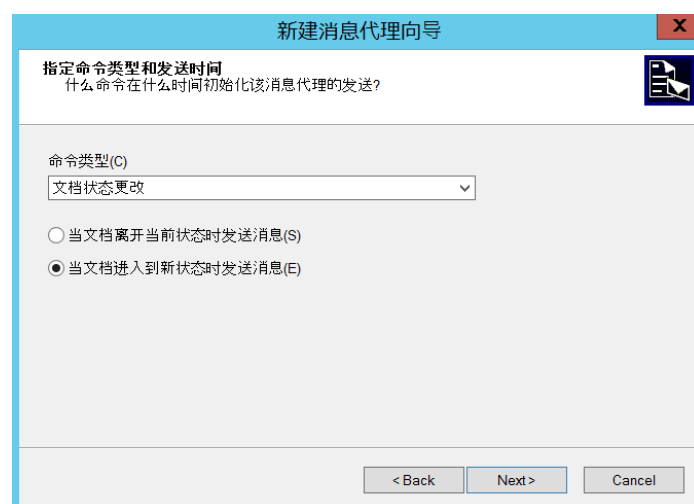 新建消息代理向导
X
指定命令类型和发送时间
什么命令在什么时间初始化该消息代理的发送?
命令类型(C)
文档状态更改
当文档离开当前状态时发送消息(S)
当文档进入到新状态时发送消息(E)
<Back Next> Cancel